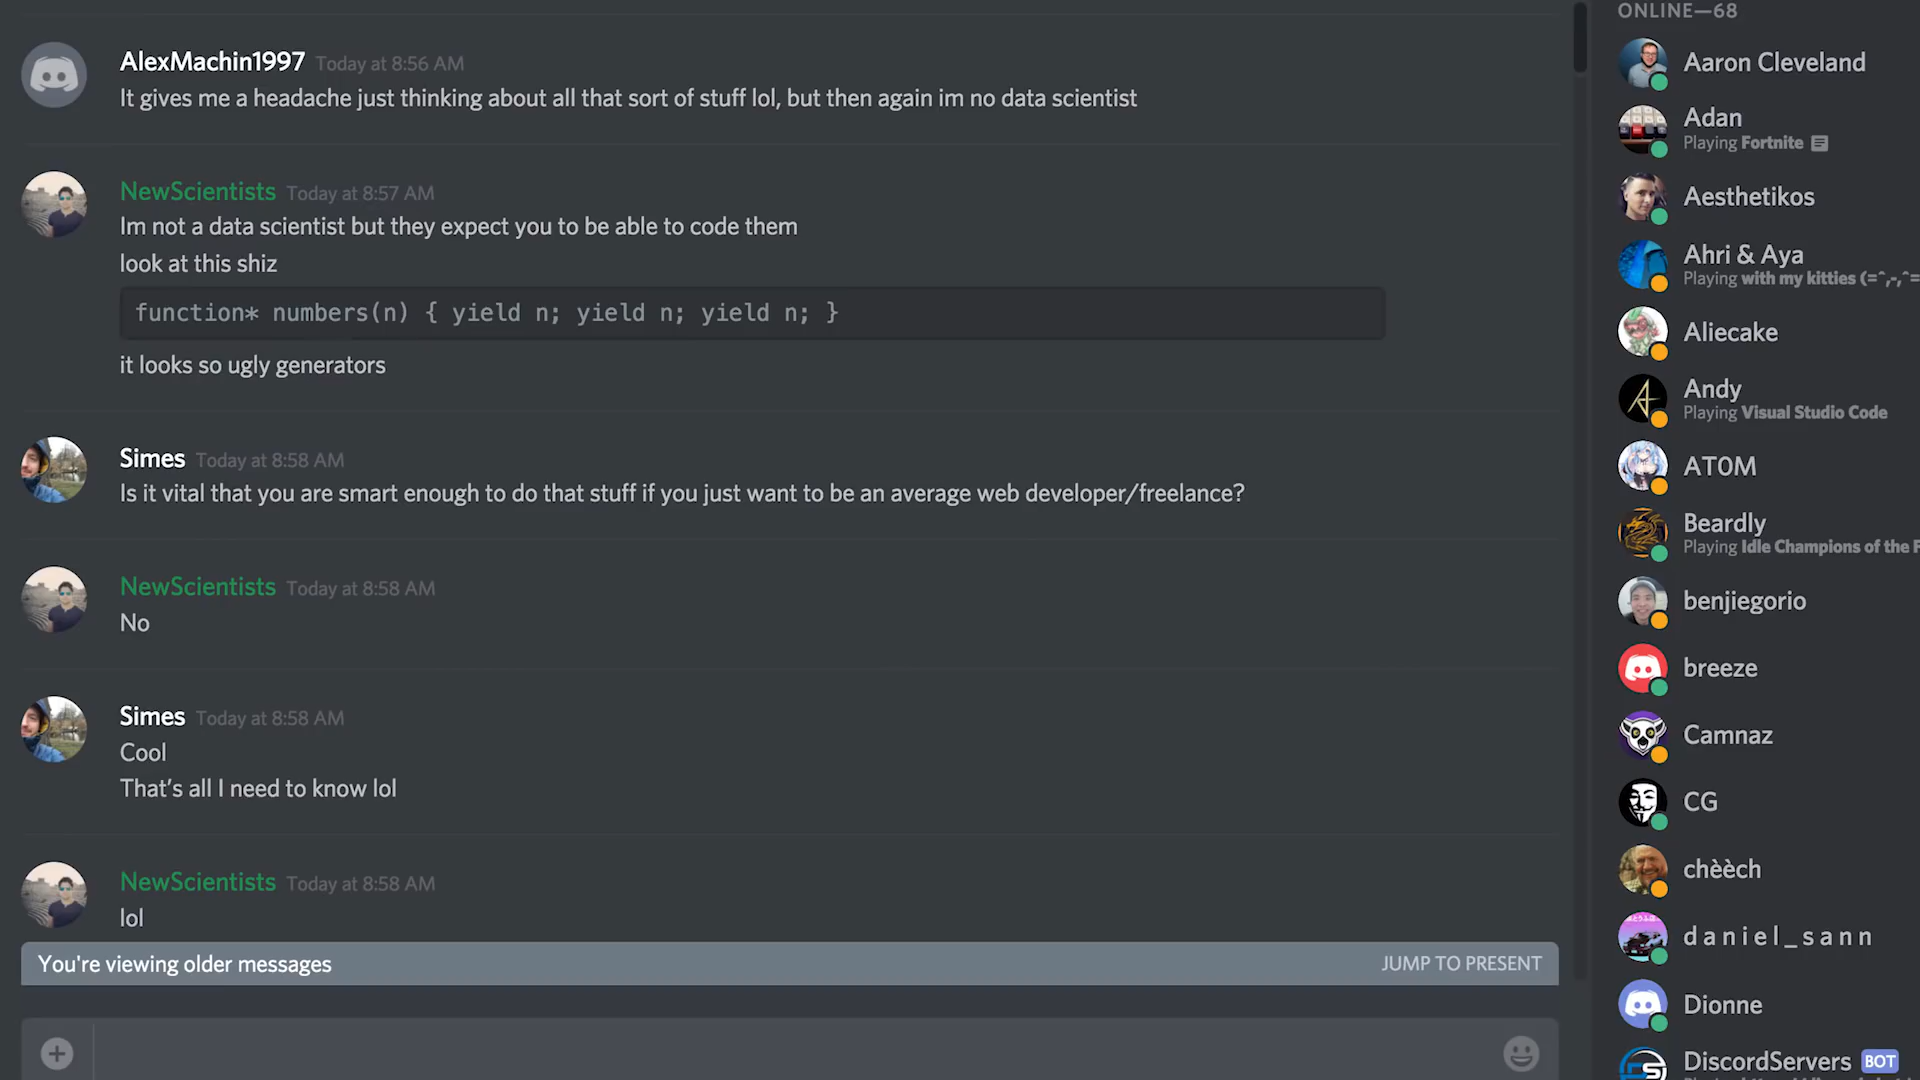 AlexMachin1997 Today at 8:56 AM
It gives me a headache just thinking about all that sort of stuff lol, but then again im no data scientist
NewScientists Today at 8:57 AM
Im not a data scientist but they expect you to be able to code them
look at this shiz
function* numbers(n) { yield n; yield n; yield n; }
it looks so ugly generators
Simes Today at 8:58 AM
Is it vital that you are smart enough to do that stuff if you just want to be an average web developer/freelance?
NewScientists Today at 8:58 AM
No
Simes Today at 8:58 AM
Cool
That’s all I need to know lol
NewScientists Today at 8:58 AM
lol
You're viewing older messages
JUMP TO PRESENT
ONLINE—68
Aaron Cleveland
Adan
Playing Fortnite
Aesthetikos
Ahri & Aya
Playing with my kitties (=^,-,^=
Aliecake
Andy
Playing Visual Studio Code
AT0M
Beardly
Playing Idle Champions of the F
benjiegorio
breeze
Camnaz
CG
chèèch
d a n i e l _ s a n n
Dionne
DiscordServers BOT